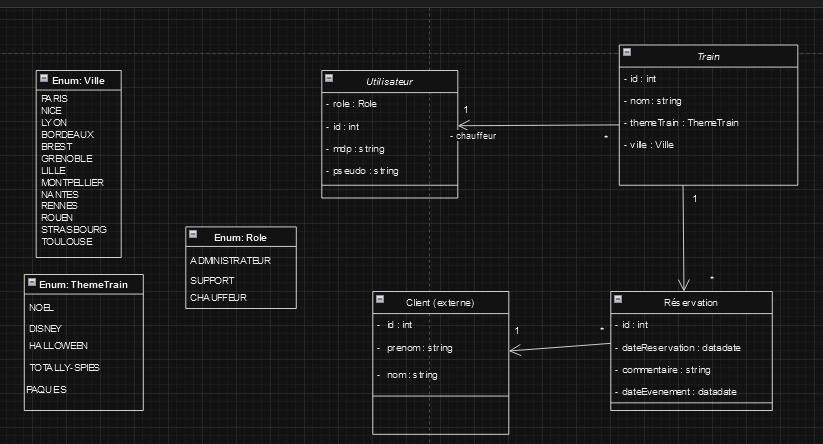 Enum: Ville
PARIS
NICE
LYON
BORDEAUX
BREST
GRENOBLE
LILLE
MONTPELLIER
NANTES
RENNES
ROUEN
STRASBOURG
TOULOUSE
Utilisateur
- role : Role
- id : int
- mdp : string
- pseudo : string
1
- chauffeur
*
Train
- id : int
- nom : string
- themeTrain : ThemeTrain
- ville : Ville
1
*
Enum: Role
ADMINISTRATEUR
SUPPORT
CHAUFFEUR
Enum: ThemeTrain
NOEL
DISNEY
HALLOWEEN
TOTALLY-SPIES
PAQUES
Client (externe)
- id : int
- prenom : string
- nom : string
1
*
Réservation
- id : int
- dateReservation : datadate
- commentaire : string
- dateEvenement : datadate